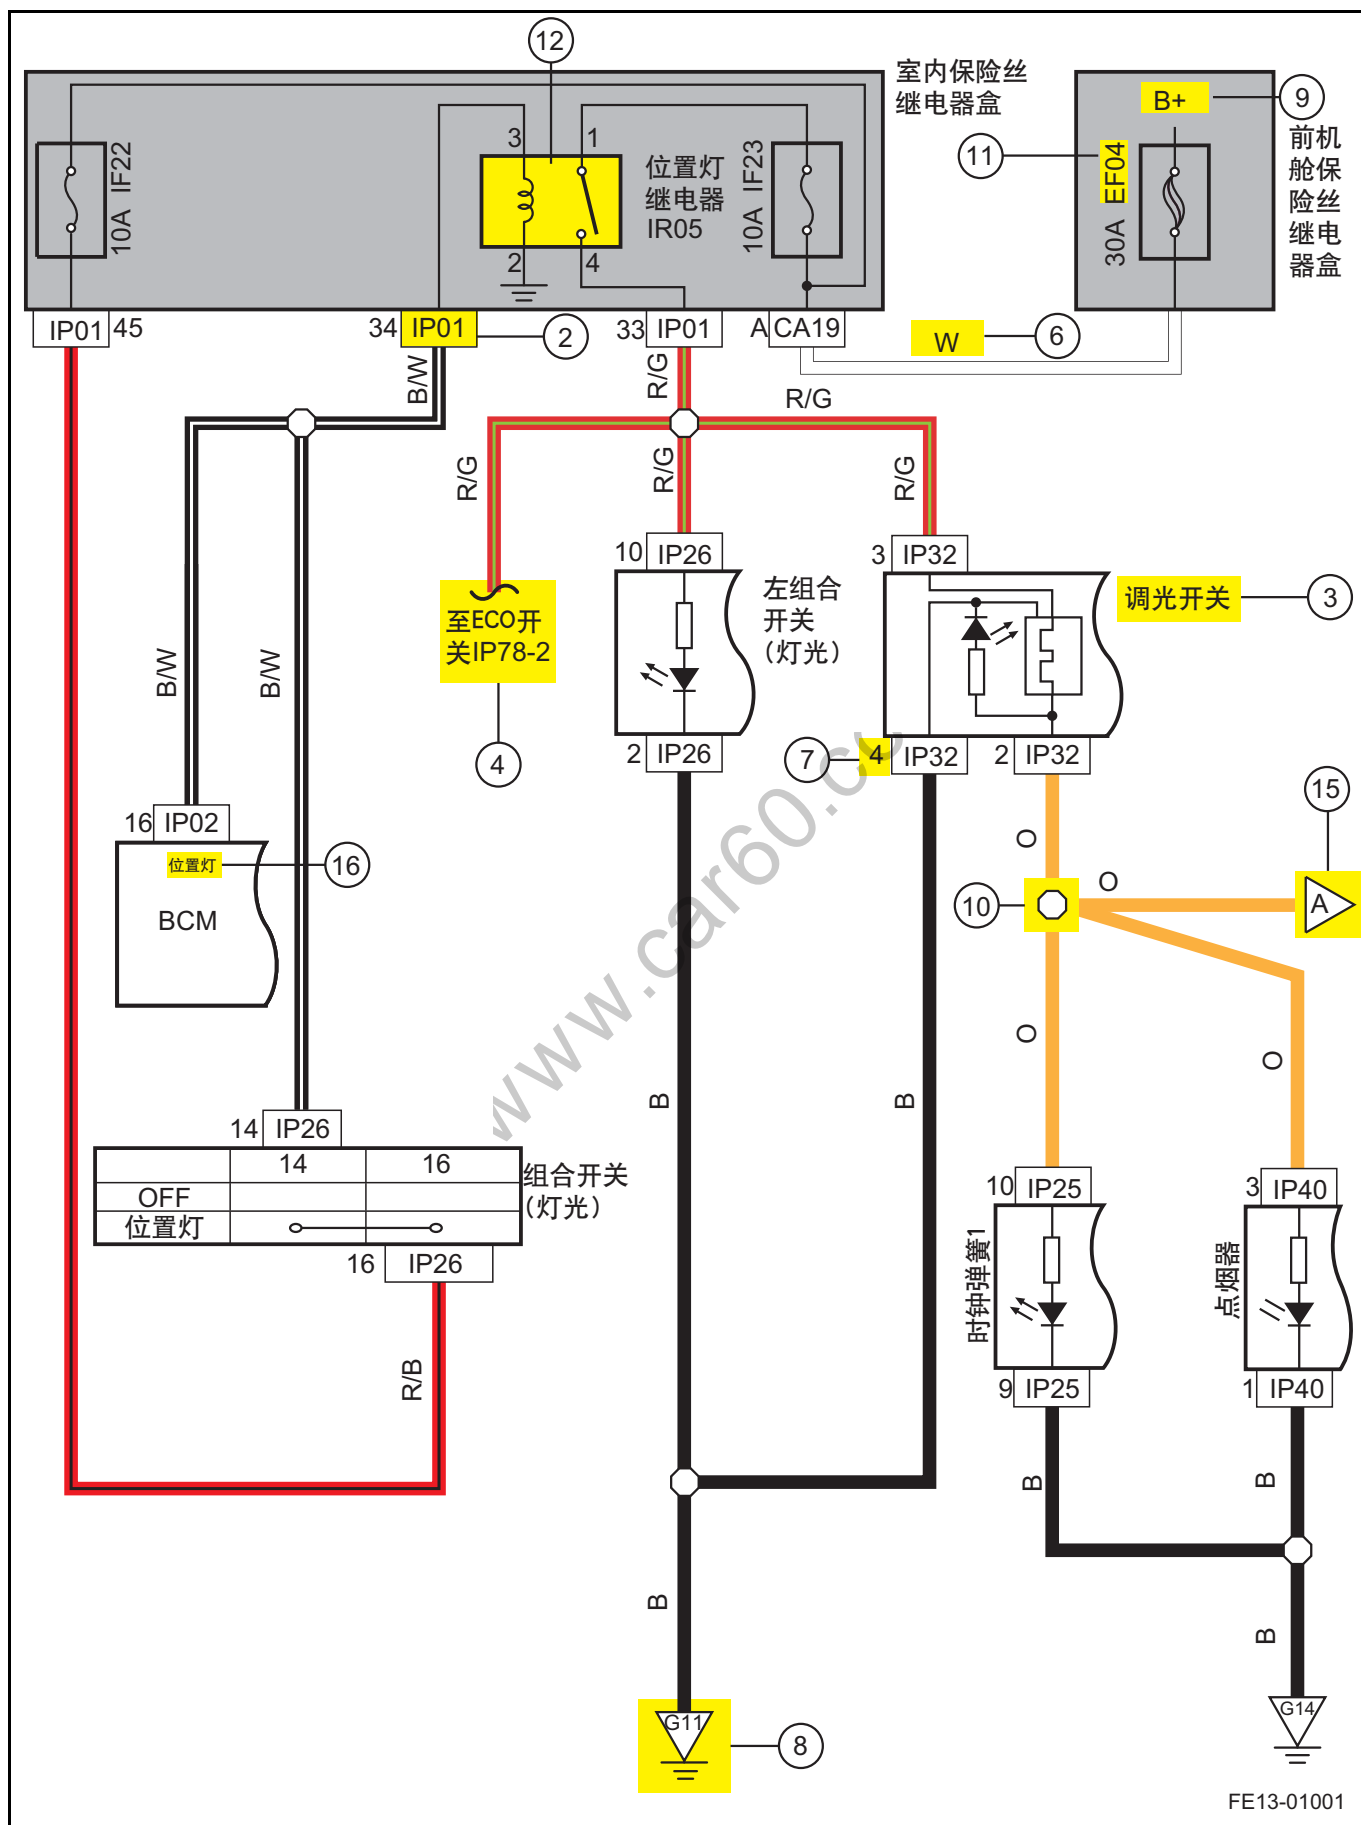 12
室内保险丝
继电器盒
B+
9
前机
舱保
险丝
继电
器盒
11
30A EF04
10A IF22
3
1
2
4
位置灯
继电器
IR05
10A IF23
IP01 45
34 IP01
2
33 IP01
A CA19
W
6
B/W
R/G
R/G
R/G
R/G
R/G
3 IP32
10 IP26
左组合
开关
（灯光）
调光开关
3
至ECO开
关IP78-2
4
B/W
B/W
2 IP26
7
4 IP32
2 IP32
15
16 IP02
位置灯
16
BCM
O
O
10
A
www.car60.co
O
O
B
B
14 IP26
14 16
OFF
位置灯
组合开关
（灯光）
16 IP26
R/B
10 IP25
3 IP40
时钟弹簧1
点烟器
9 IP25
1 IP40
B
B
B
B
G11
8
G14
FE13-01001